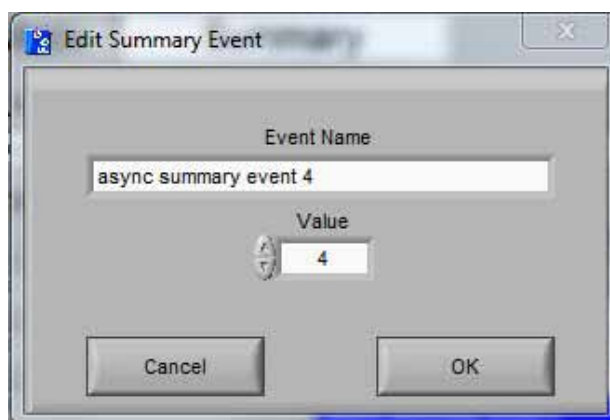 Edit Summary Event
Event Name
async summary event 4
Value
4
Cancel
OK